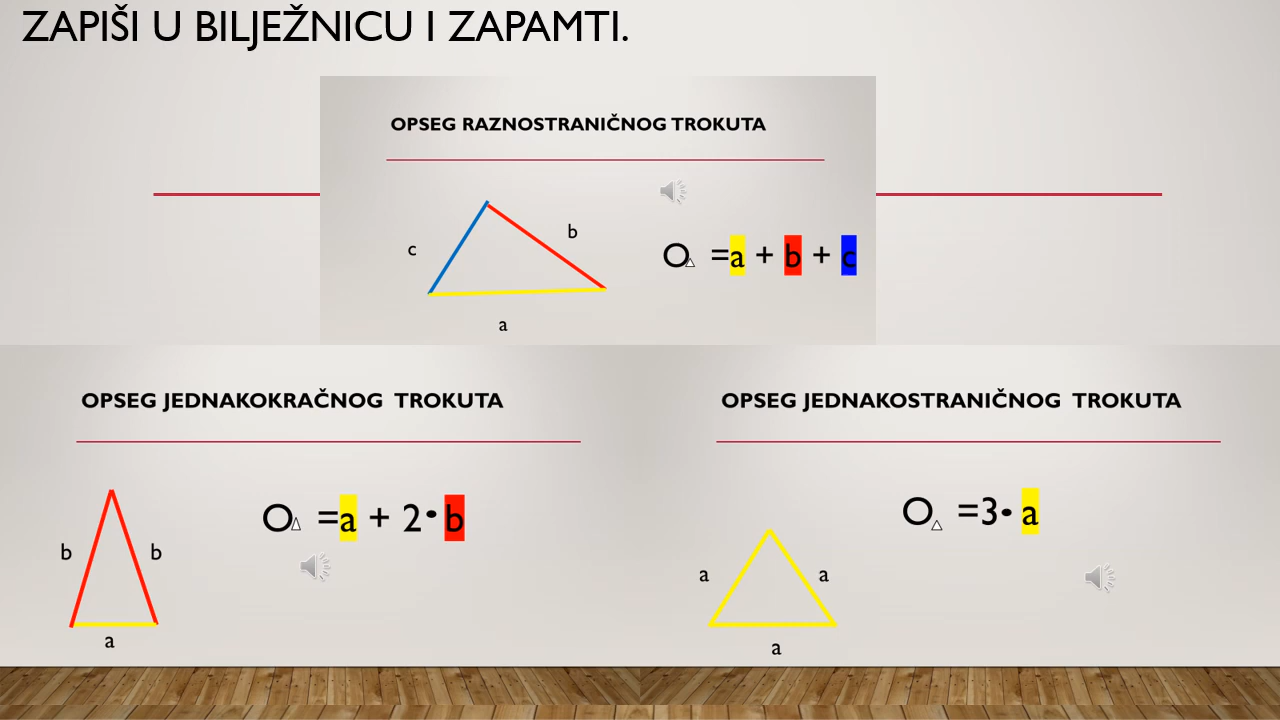 ZAPIŠI U BILJEŽNICU I ZAPAMTI.
OPSEG RAZNOSTRANIČNOG TROKUTA
c
b
a
O△ =a + b + c
OPSEG JEDNAKOKRAČNOG TROKUTA
b
b
a
O△ =a + 2• b
OPSEG JEDNAKOSTRANIČNOG TROKUTA
a
a
a
O△ =3• a